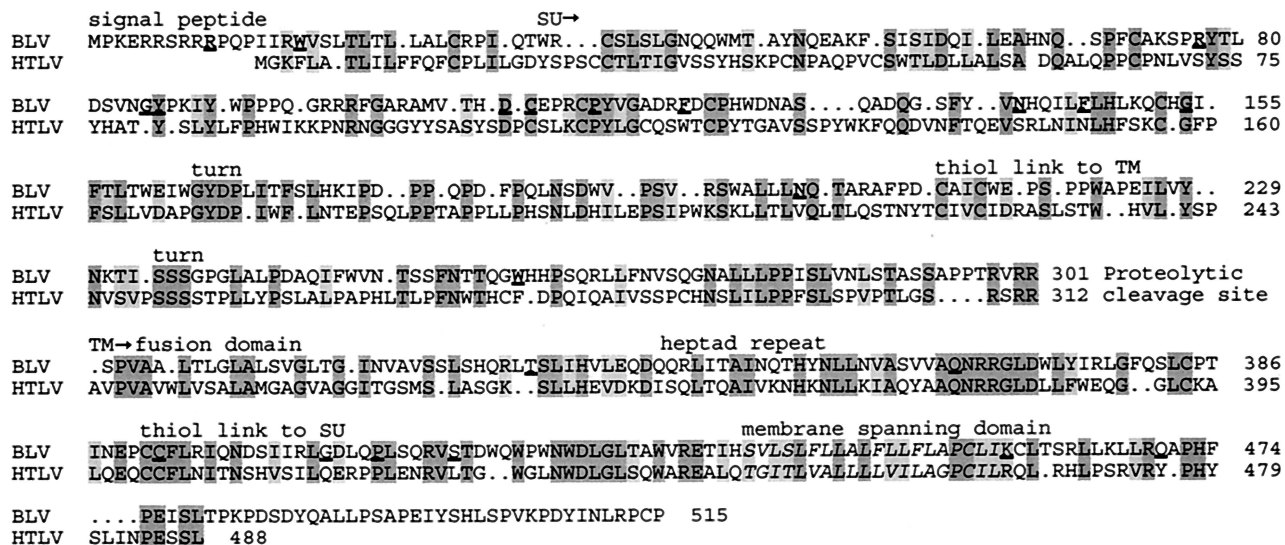 signal peptide SU→
BLV MPKERRSRRRPQPIIRWVSLTLTL.LALCRPI.QTWR...CSLSLGNQQWMT.AYNQEAKF.SISIDQI.LEAHNQ..SPFCAKSPRYTL 80
HTLV MGKFLA.TLILFFQFCPLILGDYSPSCCTLTIGVSSYHSKPCNPAQPVCSWTLDLLALSA DQALQPPCPNLVSYSS 75
BLV DSVNGYPKIY.WPPPQ.GRRRFGARAMV.TH.D.CEPRCPYVGADRFDCPHWDNAS....QADQG.SFY..VNHQILFLHLKQCHGI. 155
HTLV YHAT.Y.SLYLFPHWIKKPNRNGGGYYSASYSDPCSLKCPYLGCQSWTCPYTGAVSSPYWKFQQDVNFTQEVSRLNINLHFSKC.GFP 160
turn thiol link to TM
BLV FTLTWEIWGYDPLITFSLHKIPD..PP.QPD.FPQLNSDWV..PSV..RSWALLLNQ.TARAFPD.CAICWE.PS.PPWAPEILVY.. 229
HTLV FSLLVDAPGYDP.IWF.LNTEPSQLPPTAPPLLPHSNLDHILEPSIPWKSKLLTLVQLTLQSTNYTCIVCIDRASLSTW..HVL.YSP 243
turn
BLV NKTI.SSSGPGLALPDAQIFWVN.TSSFNTTQGWHHPSQRLLFNVSQGNALLLPPISLVNLSTASSAPPTRVRR 301 Proteolytic
HTLV NVSVPSSSSTPLLYPSLALPAPHLTLPFNWTHCF.DPQIQAIVSSPCHNSLILPPFSLSPVPTLGS....RSRR 312 cleavage site
TM→fusion domain heptad repeat
BLV .SPVAA.LTLGLALSVGLTG.INVAVSSLSHQRLTSLIHVLEQDQQRLITAINQTHYNLLNVASVVAQNRRGLDWLYIRLGFQSLCPT 386
HTLV AVPVAVWLVSALAMGAGVAGGITGSMSL.LASGK..SLLHEVDKDISQLTQAIVKNHKNLLKIAQYAAQNRRGLDLLFWEQG..GLCKA 395
thiol link to SU membrane spanning domain
BLV INEPCCFLRIQNDSIIRLGDLQPLSQRVSTDWQWPWNWDLGLTAWVRETIHSVLSLFLLALFLLFLAPCLIKCLTSRLLKLLRQAPHF 474
HTLV LQEQCCFLNITNSHVSILQERPPLENRVLTG..WGLNWDLGLSQWAREALQTGITLVALLLLVILAGPCILRQL.RHLPSRVRY.PHY 479
BLV ....PEISLTPKPDSDYQALLPSAPEIYSHLSPVKPDYINLRPCP 515
HTLV SLINPESSL 488